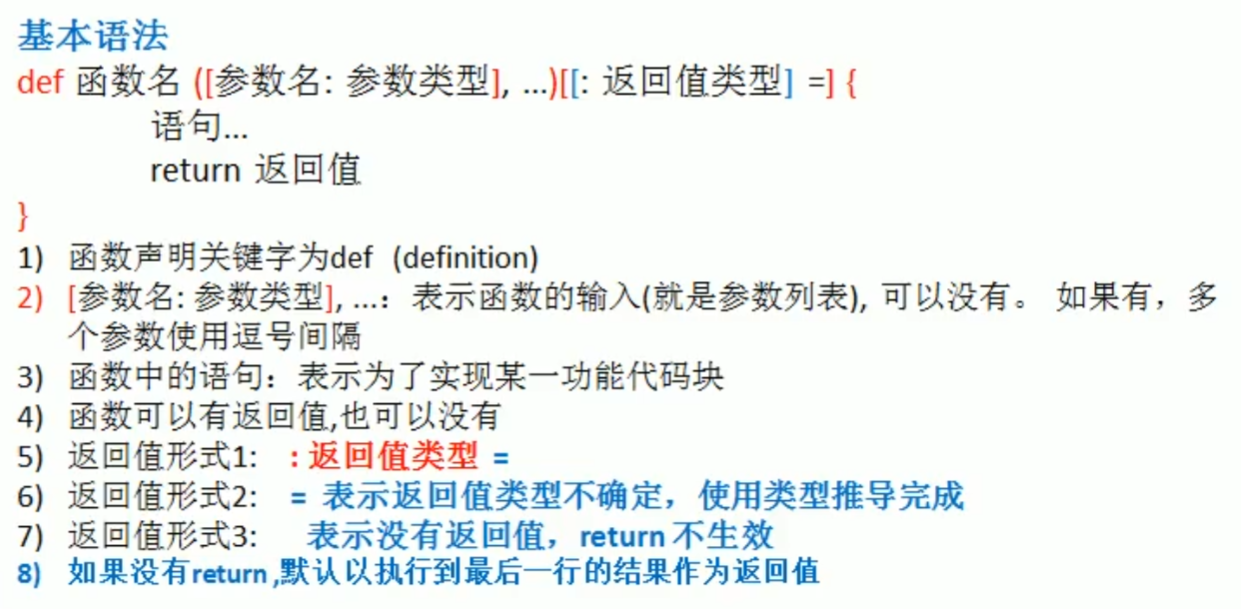 基本语法
def 函数名 ([参数名: 参数类型], ...)[[: 返回值类型] =] {
语句...
return 返回值
}
1) 函数声明关键字为def (definition)
2) [参数名: 参数类型], ...：表示函数的输入(就是参数列表), 可以没有。 如果有，多
个参数使用逗号间隔
3) 函数中的语句：表示为了实现某一功能代码块
4) 函数可以有返回值,也可以没有
5) 返回值形式1: : 返回值类型 =
6) 返回值形式2: = 表示返回值类型不确定，使用类型推导完成
7) 返回值形式3: 表示没有返回值，return 不生效
8) 如果没有return ,默认以执行到最后一行的结果作为返回值